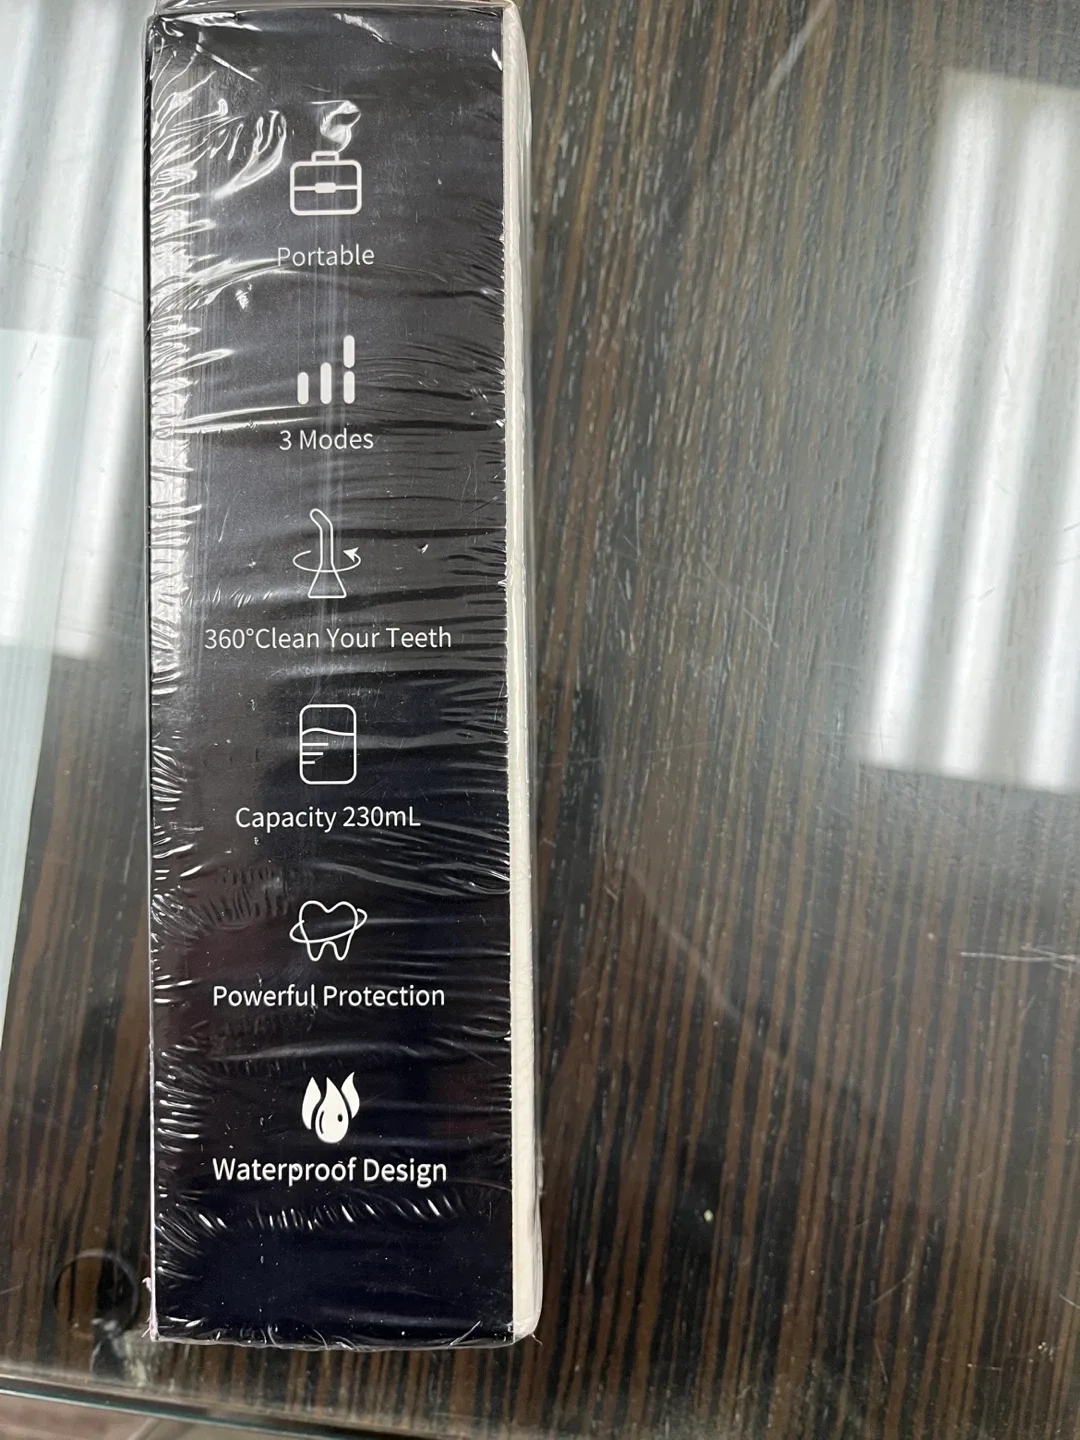 Portable
3 Modes
360°Clean Your Teeth
Capacity 230mL
Powerful Protection
Waterproof Design